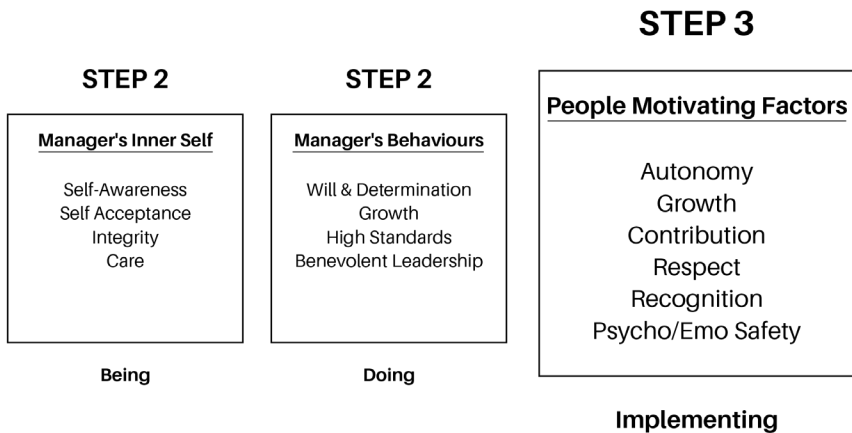 STEP 2
Manager's Inner Self
Self-Awareness
Self Acceptance
Integrity
Care
Being
STEP 2
Manager's Behaviours
Will & Determination
Growth
High Standards
Benevolent Leadership
Doing
STEP 3
People Motivating Factors
Autonomy
Growth
Contribution
Respect
Recognition
Psycho/Emo Safety
Implementing